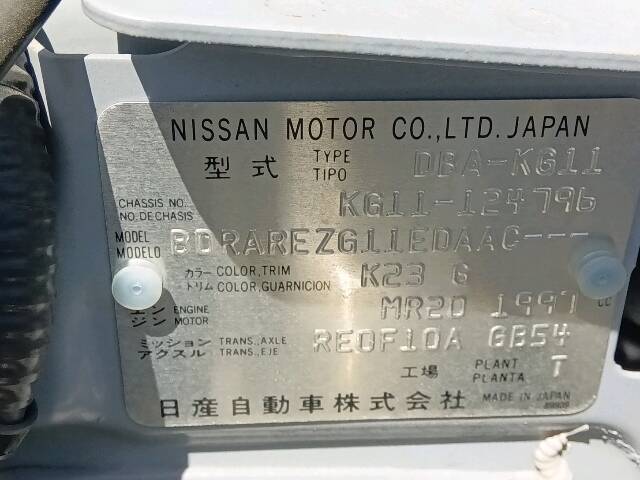 NISSAN MOTOR CO.,LTD. JAPAN
型式 TYPE TIPO DBA-KG11
CHASSIS NO. NO. DE CHASIS KG11-124796
MODEL MODELO BDRAREZG11EDAAC---
カラー COLOR,TRIM トリム COLOR,GUARNICION K23 G
エンジン ENGINE MOTOR MR20 1997 cc
ミッション TRANS.,AXLE アクスル TRANS.,EJE RE0F10A GB54
工場 PLANT PLANTA T
日産自動車株式会社 MADE IN JAPAN